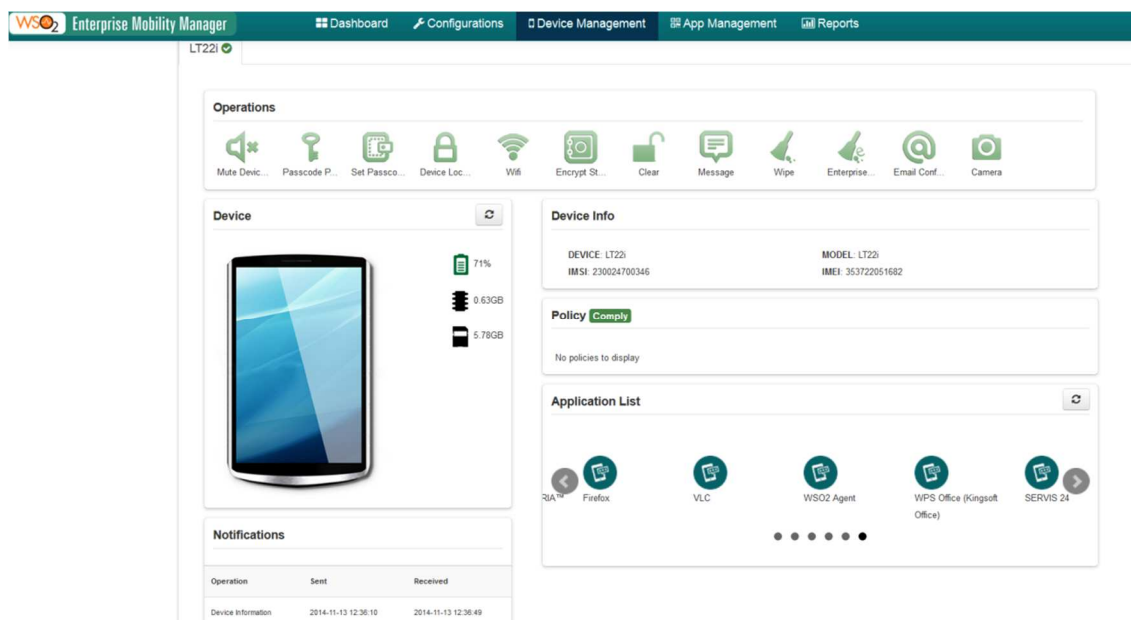 WSO2 Enterprise Mobility Manager
Dashboard
Configurations
Device Management
App Management
Reports
LT22i
Operations
Mute Devic...
Passcode P...
Set Passco...
Device Loc...
Wifi
Encrypt St...
Clear
Message
Wipe
Enterprise...
Email Conf...
Camera
Device
71%
0.63GB
5.78GB
Device Info
DEVICE: LT22i
MODEL: LT22i
IMSI: 230024700346
IMEI: 353722051682
Policy Comply
No policies to display
Application List
RIA™
Firefox
VLC
WSO2 Agent
WPS Office (Kingsoft
Office)
SERVIS 24
Notifications
Operation Sent Received
Device Information 2014-11-13 12:36:10 2014-11-13 12:36:49